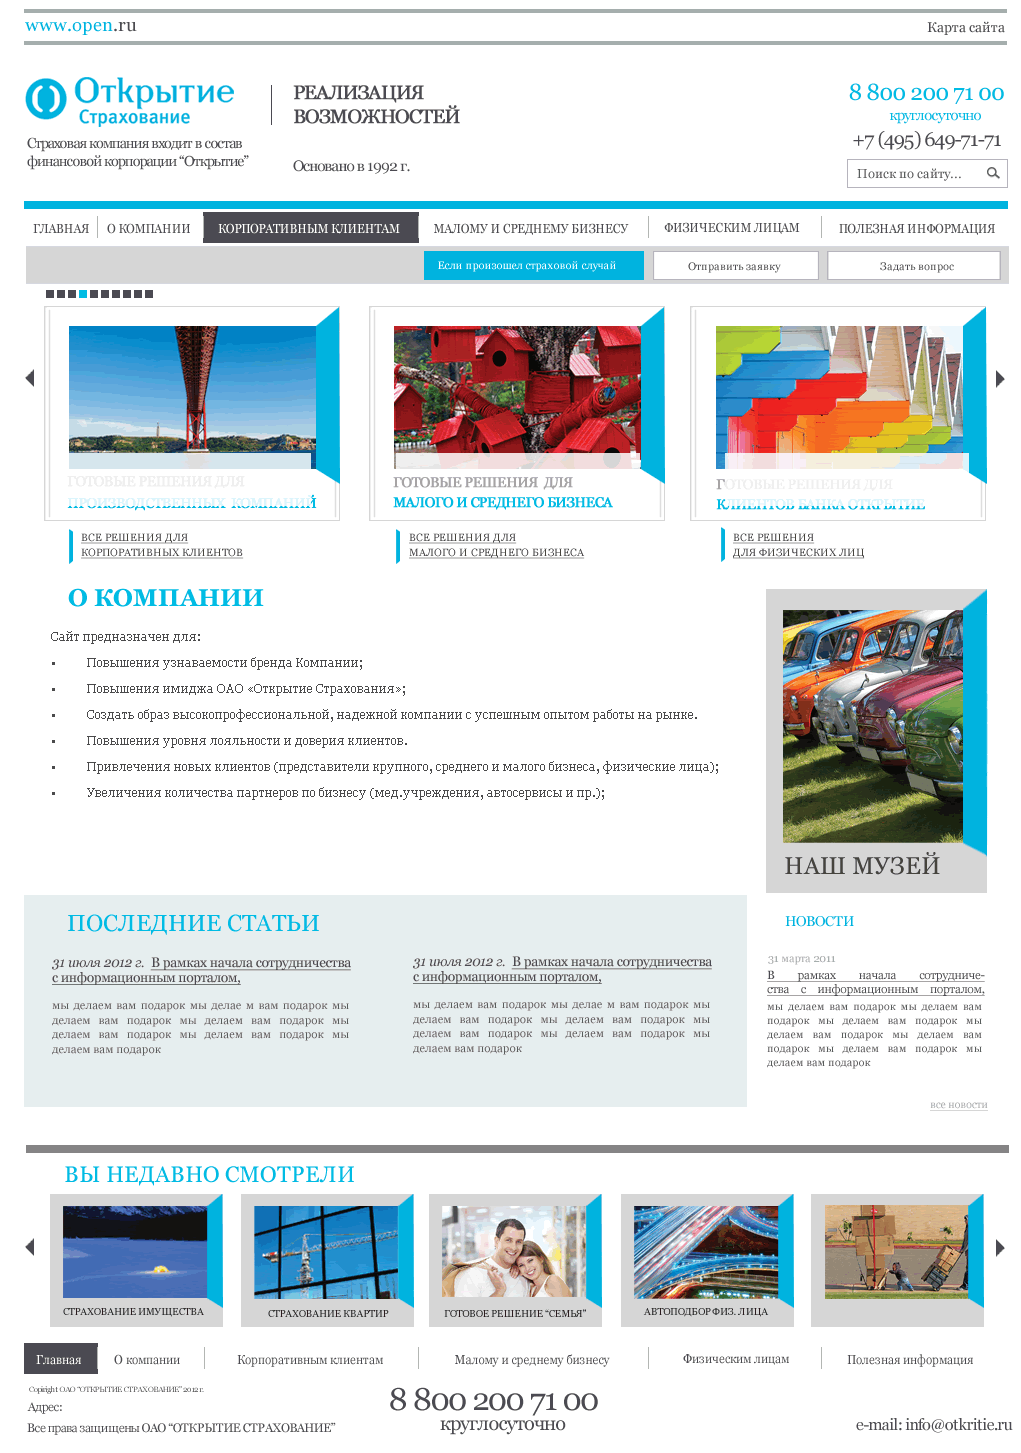 www.open.ru
Карта сайта
Открытие
Страхование
Страховая компания входит в состав
финансовой корпорации “Открытие”
РЕАЛИЗАЦИЯ
ВОЗМОЖНОСТЕЙ
Основано в 1992 г.
8 800 200 71 00
круглосуточно
+7 (495) 649-71-71
Поиск по сайту...
ГЛАВНАЯ
О КОМПАНИИ
КОРПОРАТИВНЫМ КЛИЕНТАМ
МАЛОМУ И СРЕДНЕМУ БИЗНЕСУ
ФИЗИЧЕСКИМ ЛИЦАМ
ПОЛЕЗНАЯ ИНФОРМАЦИЯ
Если произошел страховой случай
Отправить заявку
Задать вопрос
ГОТОВЫЕ РЕШЕНИЯ ДЛЯ
ПРОИЗВОДСТВЕННЫХ КОМПАНИЙ
ГОТОВЫЕ РЕШЕНИЯ ДЛЯ
МАЛОГО И СРЕДНЕГО БИЗНЕСА
ГОТОВЫЕ РЕШЕНИЯ ДЛЯ
КЛИЕНТОВ БАНКА ОТКРЫТИЕ
ВСЕ РЕШЕНИЯ ДЛЯ
КОРПОРАТИВНЫХ КЛИЕНТОВ
ВСЕ РЕШЕНИЯ ДЛЯ
МАЛОГО И СРЕДНЕГО БИЗНЕСА
ВСЕ РЕШЕНИЯ
ДЛЯ ФИЗИЧЕСКИХ ЛИЦ
О КОМПАНИИ
Сайт предназначен для:
▪ Повышения узнаваемости бренда Компании;
▪ Повышения имиджа ОАО «Открытие Страхования»;
▪ Создать образ высокопрофессиональной, надежной компании с успешным опытом работы на рынке.
▪ Повышения уровня лояльности и доверия клиентов.
▪ Привлечения новых клиентов (представители крупного, среднего и малого бизнеса, физические лица);
▪ Увеличения количества партнеров по бизнесу (мед.учреждения, автосервисы и пр.);
НАШ МУЗЕЙ
ПОСЛЕДНИЕ СТАТЬИ
31 июля 2012 г. В рамках начала сотрудничества
с информационным порталом,
мы делаем вам подарок мы делае м вам подарок мы
делаем вам подарок мы делаем вам подарок мы
делаем вам подарок мы делаем вам подарок мы
делаем вам подарок
31 июля 2012 г. В рамках начала сотрудничества
с информационным порталом,
мы делаем вам подарок мы делае м вам подарок мы
делаем вам подарок мы делаем вам подарок мы
делаем вам подарок мы делаем вам подарок мы
делаем вам подарок
НОВОСТИ
31 марта 2011
В рамках начала сотрудниче-
ства с информационным порталом,
мы делаем вам подарок мы делаем вам
подарок мы делаем вам подарок мы
делаем вам подарок мы делаем вам
подарок мы делаем вам подарок мы
делаем вам подарок
все новости
ВЫ НЕДАВНО СМОТРЕЛИ
СТРАХОВАНИЕ ИМУЩЕСТВА
СТРАХОВАНИЕ КВАРТИР
ГОТОВОЕ РЕШЕНИЕ “СЕМЬЯ”
АВТОПОДБОР ФИЗ. ЛИЦА
Главная
О компании
Корпоративным клиентам
Малому и среднему бизнесу
Физическим лицам
Полезная информация
Copiright ОАО “ОТКРЫТИЕ СТРАХОВАНИЕ” 2012 г.
Адрес:
Все права защищены ОАО “ОТКРЫТИЕ СТРАХОВАНИЕ”
8 800 200 71 00
круглосуточно
e-mail: info@otkritie.ru